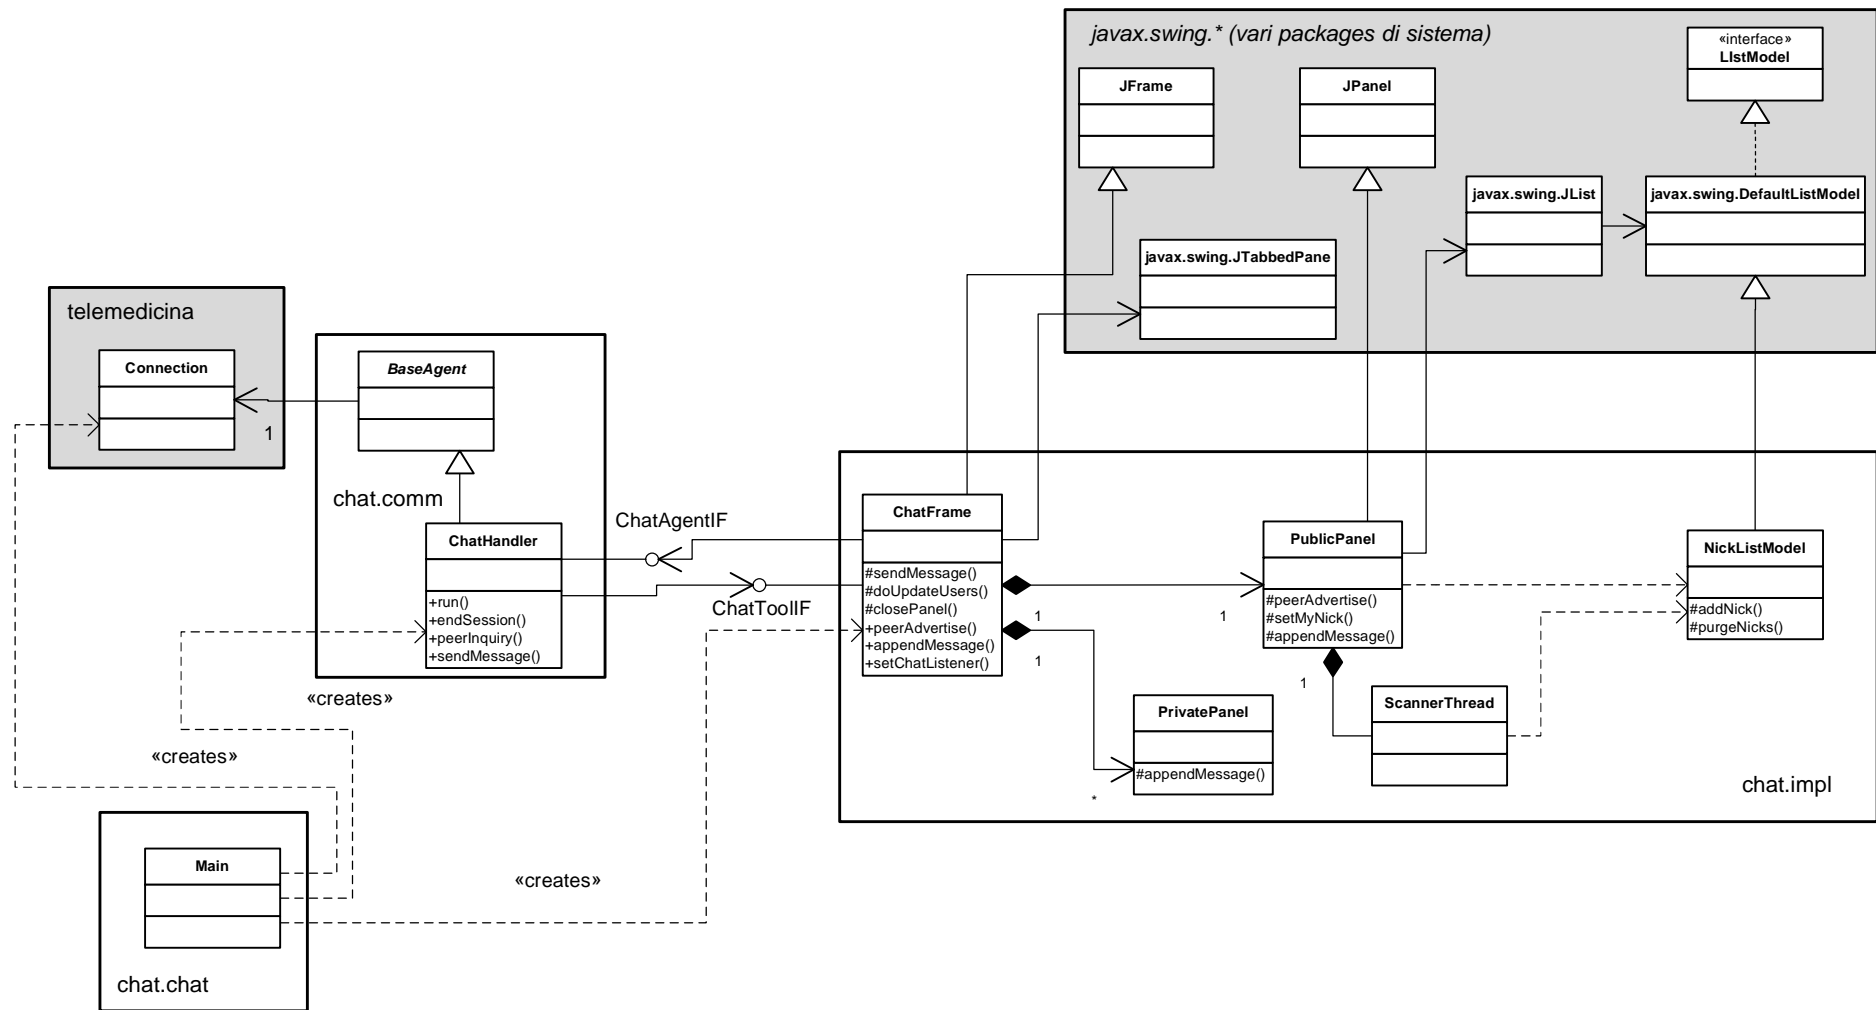 javax.swing.* (vari packages di sistema)
«interface»
LIstModel
JFrame
JPanel
javax.swing.JList
javax.swing.DefaultListModel
javax.swing.JTabbedPane
telemedicina
Connection
1
BaseAgent
chat.comm
ChatHandler
+run()
+endSession()
+peerInquiry()
+sendMessage()
ChatAgentIF
ChatToolIF
ChatFrame
#sendMessage()
#doUpdateUsers()
#closePanel()
+peerAdvertise()
+appendMessage()
+setChatListener()
1
1
1
*
PublicPanel
#peerAdvertise()
#setMyNick()
#appendMessage()
1
NickListModel
#addNick()
#purgeNicks()
PrivatePanel
#appendMessage()
ScannerThread
chat.impl
«creates»
«creates»
«creates»
Main
chat.chat